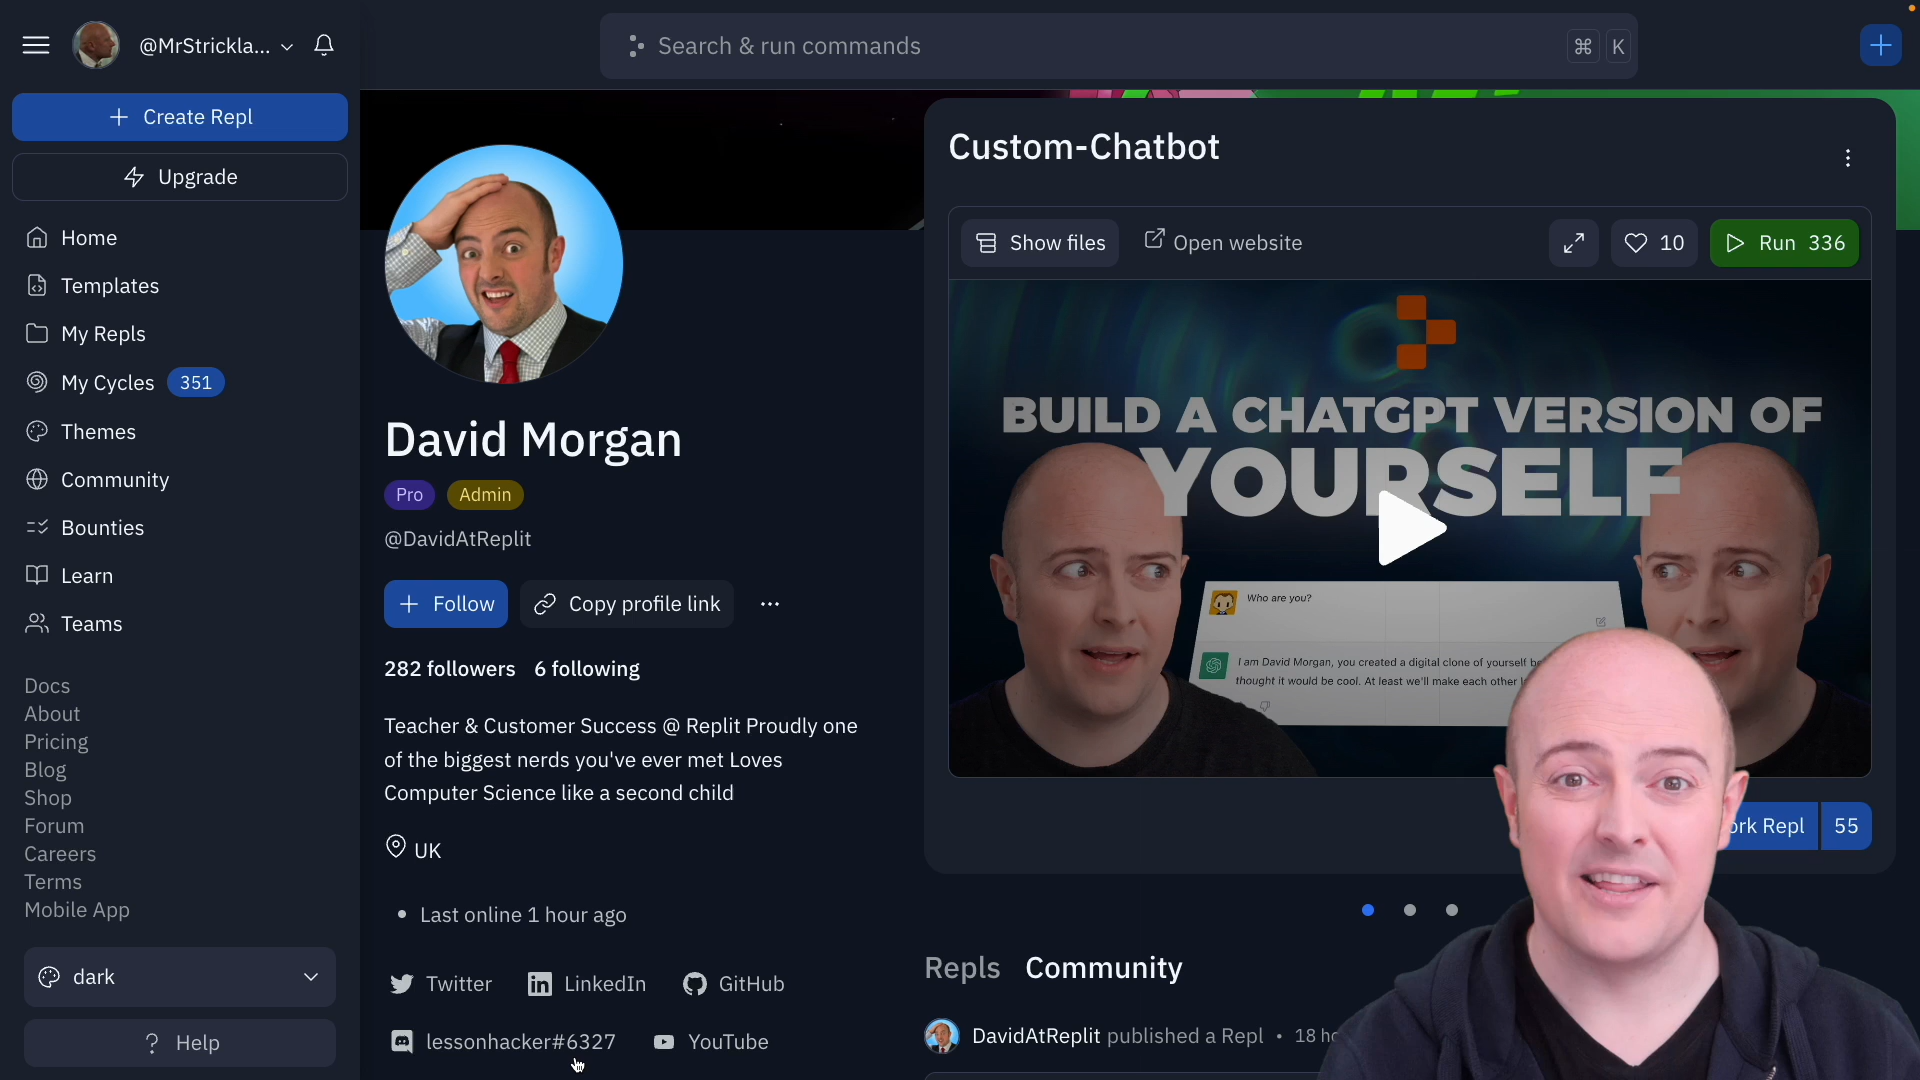 @MrStrickla...
Search & run commands
⌘ K
Create Repl
Upgrade
Home
Templates
My Repls
My Cycles 351
Themes
Community
Bounties
Learn
Teams
Docs
About
Pricing
Blog
Shop
Forum
Careers
Terms
Mobile App
dark
? Help
David Morgan
Pro Admin
@DavidAtReplit
+ Follow
Copy profile link
282 followers 6 following
Teacher & Customer Success @ Replit Proudly one
of the biggest nerds you've ever met Loves
Computer Science like a second child
UK
Last online 1 hour ago
Twitter LinkedIn GitHub
lessonhacker#6327 YouTube
Custom-Chatbot
Show files Open website 10 Run 336
BUILD A CHATGPT VERSION OF
YOURSELF
Who are you?
I am David Morgan, you created a digital clone of yourself
thought it would be cool. At least we'll make each other
ork Repl 55
Repls Community
DavidAtReplit published a Repl • 18